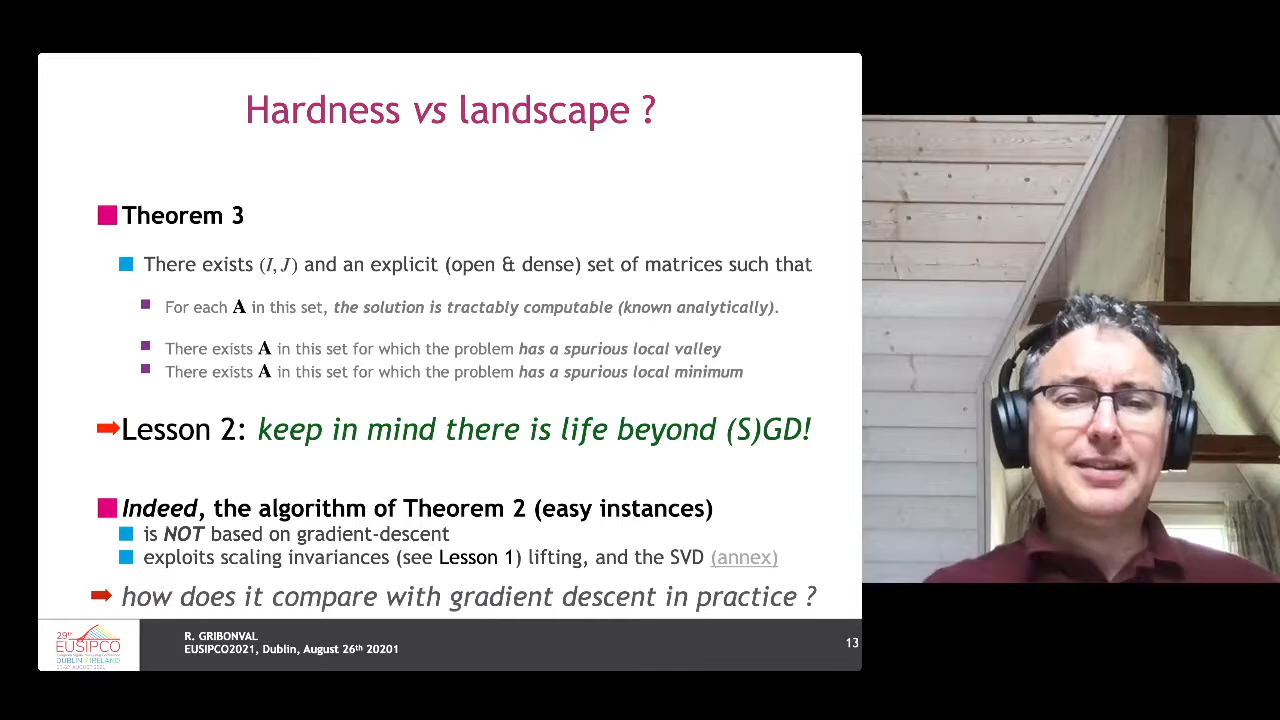 Hardness vs landscape ?
Theorem 3
There exists (I, J) and an explicit (open & dense) set of matrices such that
For each A in this set, the solution is tractably computable (known analytically).
There exists A in this set for which the problem has a spurious local valley
There exists A in this set for which the problem has a spurious local minimum
Lesson 2: keep in mind there is life beyond (S)GD!
Indeed, the algorithm of Theorem 2 (easy instances)
is NOT based on gradient-descent
exploits scaling invariances (see Lesson 1) lifting, and the SVD (annex)
how does it compare with gradient descent in practice ?
29th
EUSIPCO
DUBLIN IRELAND
R. GRIBONVAL
EUSIPCO2021, Dublin, August 26th 20201
13